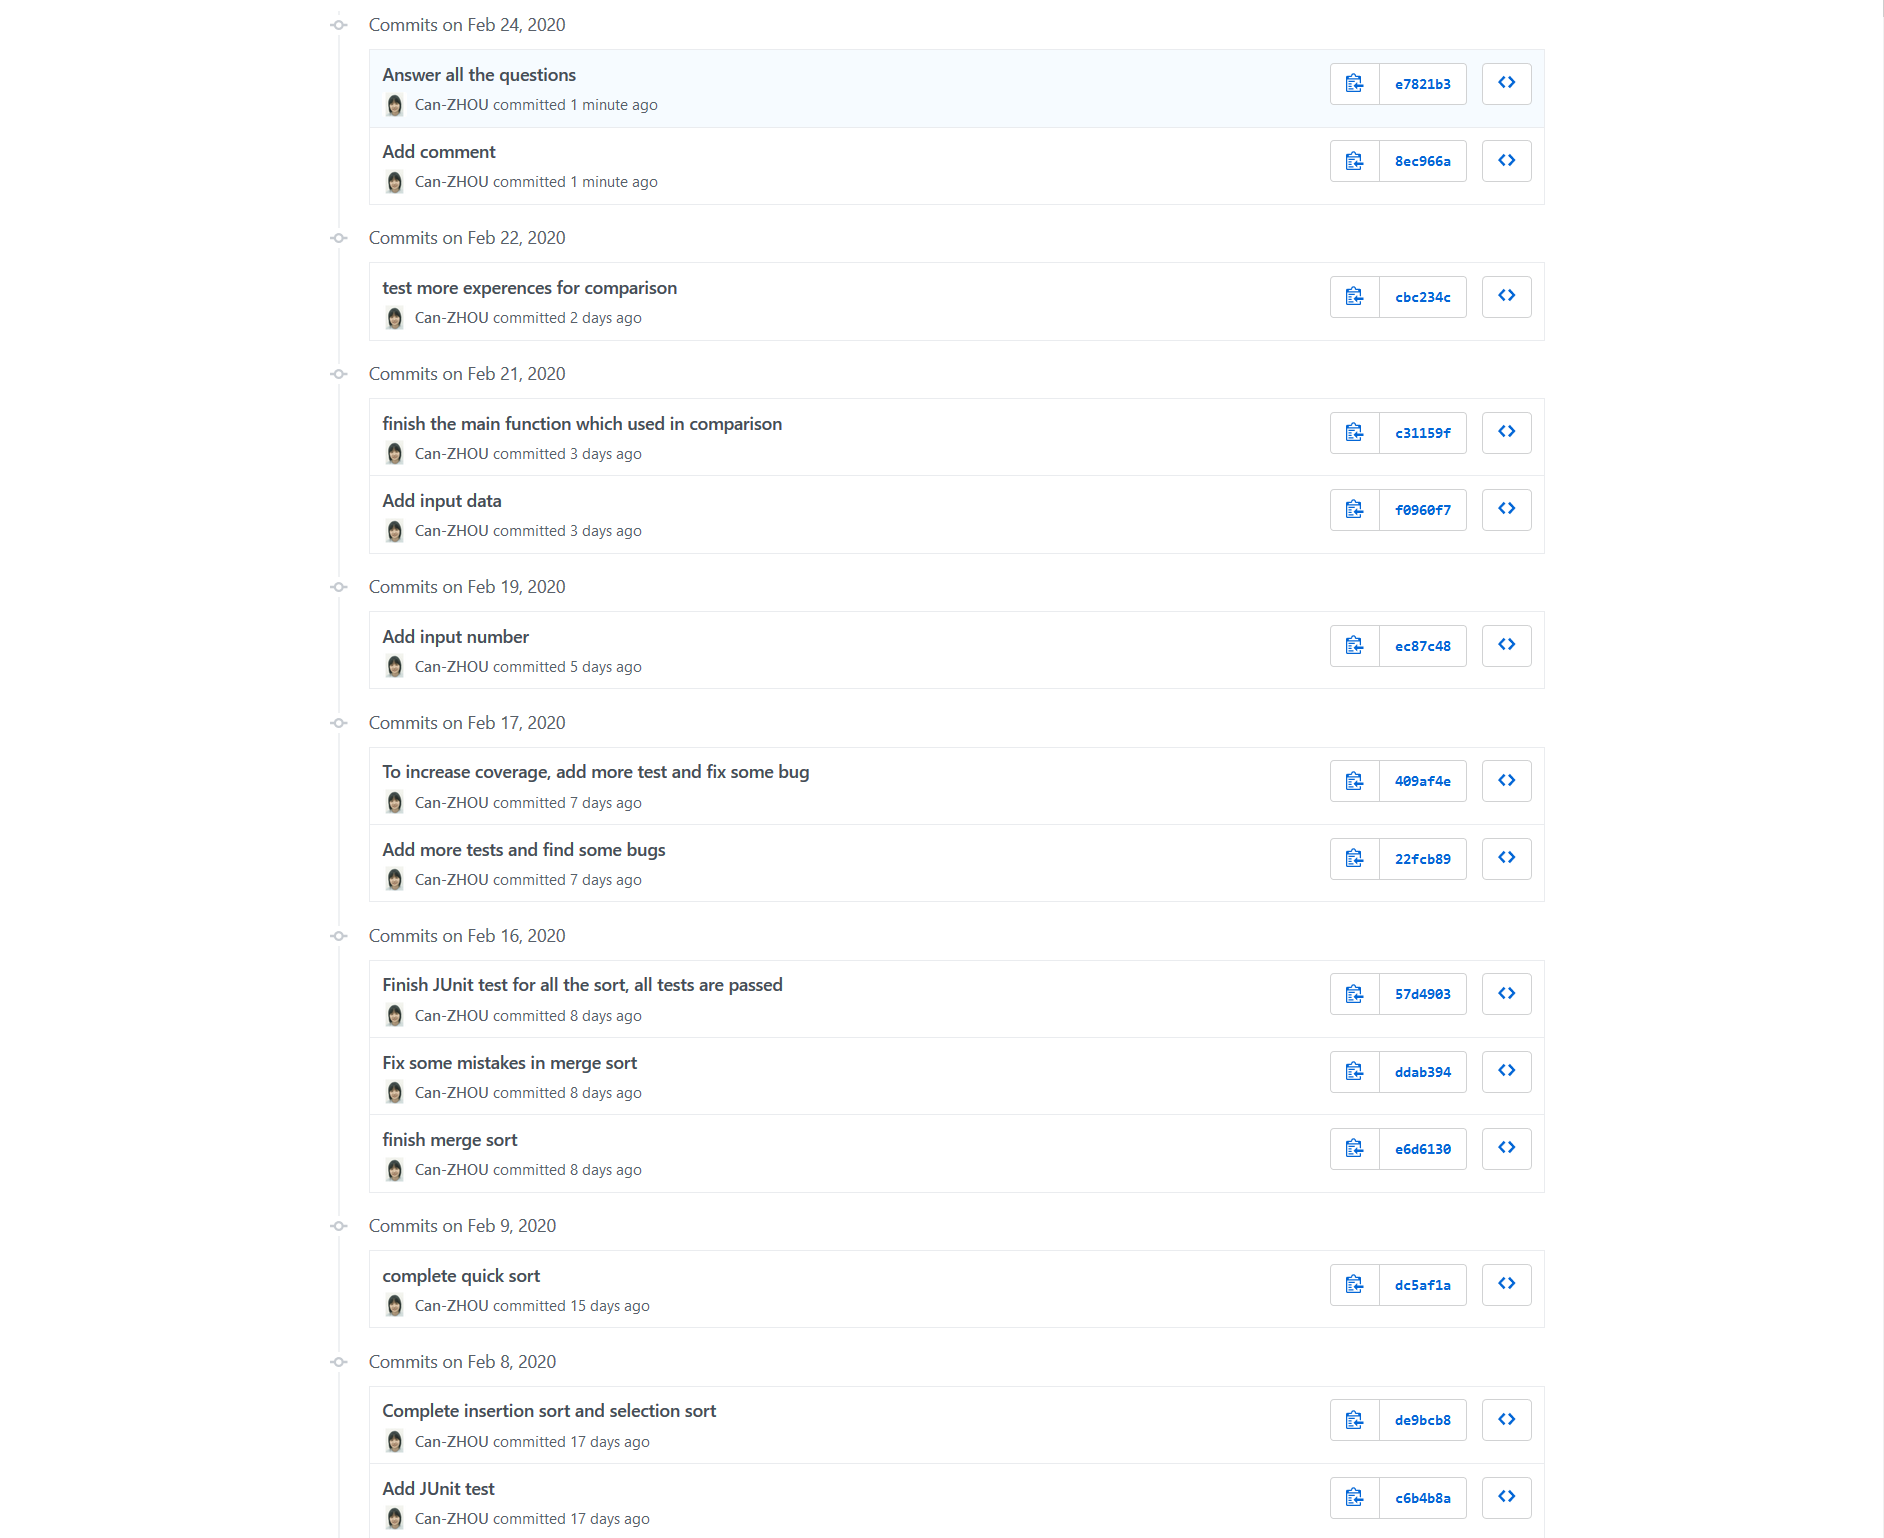 Commits on Feb 24, 2020
Answer all the questions
Can-ZHOU committed 1 minute ago
e7821b3
Add comment
Can-ZHOU committed 1 minute ago
8ec966a
Commits on Feb 22, 2020
test more experences for comparison
Can-ZHOU committed 2 days ago
cbc234c
Commits on Feb 21, 2020
finish the main function which used in comparison
Can-ZHOU committed 3 days ago
c31159f
Add input data
Can-ZHOU committed 3 days ago
f0960f7
Commits on Feb 19, 2020
Add input number
Can-ZHOU committed 5 days ago
ec87c48
Commits on Feb 17, 2020
To increase coverage, add more test and fix some bug
Can-ZHOU committed 7 days ago
409af4e
Add more tests and find some bugs
Can-ZHOU committed 7 days ago
22fcb89
Commits on Feb 16, 2020
Finish JUnit test for all the sort, all tests are passed
Can-ZHOU committed 8 days ago
57d4903
Fix some mistakes in merge sort
Can-ZHOU committed 8 days ago
ddab394
finish merge sort
Can-ZHOU committed 8 days ago
e6d6130
Commits on Feb 9, 2020
complete quick sort
Can-ZHOU committed 15 days ago
dc5af1a
Commits on Feb 8, 2020
Complete insertion sort and selection sort
Can-ZHOU committed 17 days ago
de9bcb8
Add JUnit test
Can-ZHOU committed 17 days ago
c6b4b8a